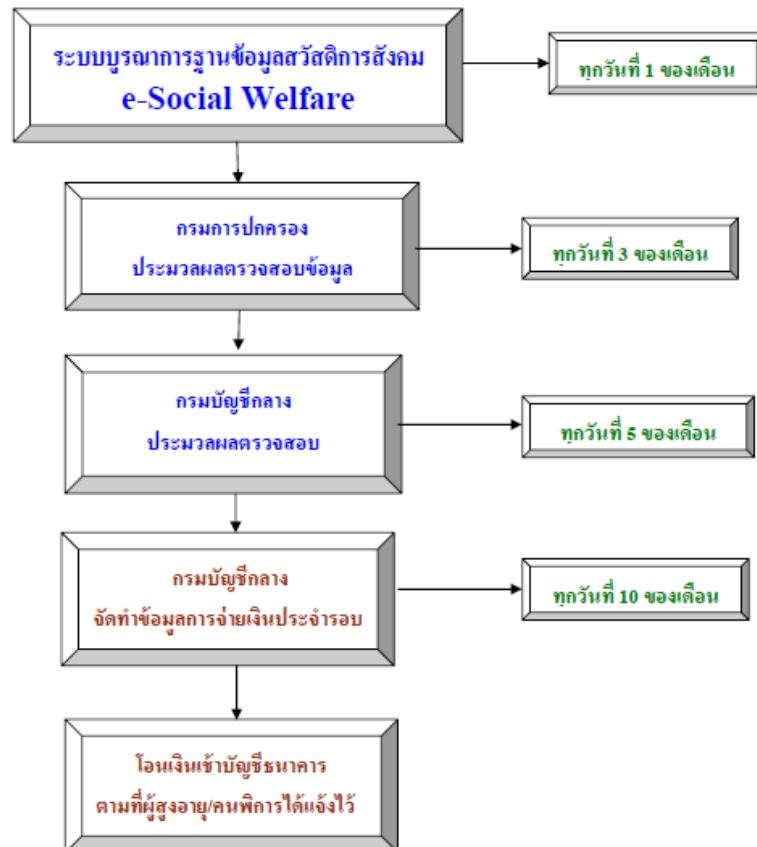 ระบบบูรณาการฐานข้อมูลสวัสดิการสังคม
e-Social Welfare
ทุกวันที่ 1 ของเดือน
กรมการปกครอง
ประมวลผลตรวจสอบข้อมูล
ทุกวันที่ 3 ของเดือน
กรมบัญชีกลาง
ประมวลผลตรวจสอบ
ทุกวันที่ 5 ของเดือน
กรมบัญชีกลาง
จัดทำข้อมูลการจ่ายเงินประจำรอบ
ทุกวันที่ 10 ของเดือน
โอนเงินเข้าบัญชีธนาคาร
ตามที่ผู้สูงอายุ/คนพิการได้แจ้งไว้